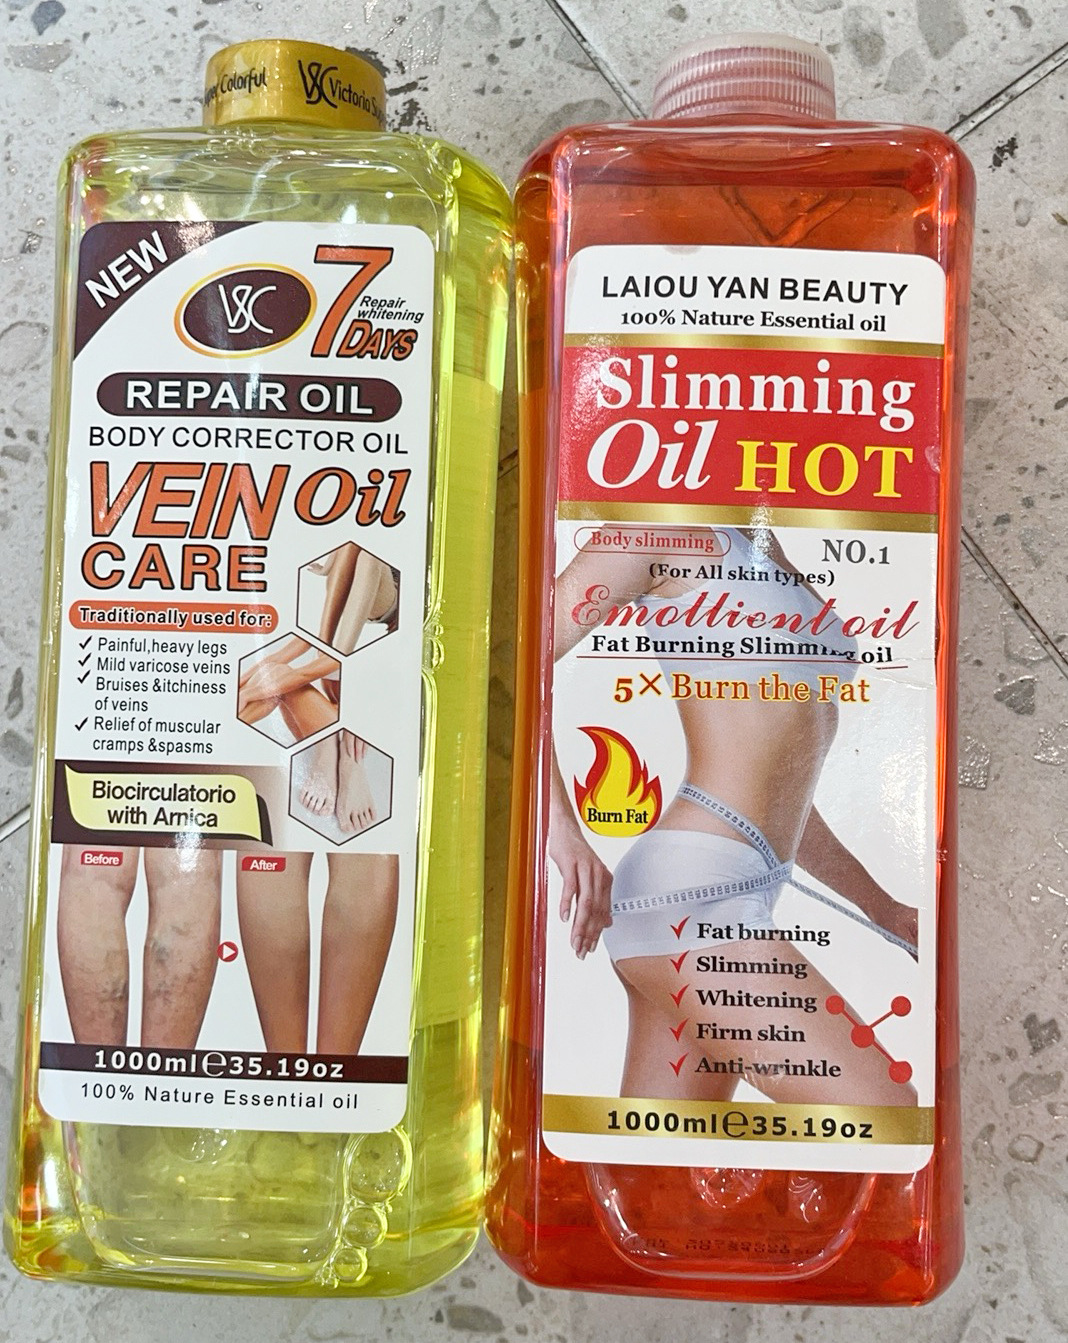 Colorful VSC Victoria
NEW
VSC
7
Repair
whitening
DAYS
REPAIR OIL
BODY CORRECTOR OIL
VEIN Oil
CARE
Traditionally used for:
Painful,heavy legs
Mild varicose veins
Bruises &itchiness
of veins
Relief of muscular
cramps &spasms
Biocirculatorio
with Arnica
Before
After
1000ml℮35.19oz
100% Nature Essential oil
LAIOU YAN BEAUTY
100% Nature Essential oil
Slimming
Oil HOT
Body slimming
NO.1
(For All skin types)
Emollient oil
Fat Burning Slimming oil
5× Burn the Fat
Burn Fat
Fat burning
Slimming
Whitening
Firm skin
Anti-wrinkle
1000ml℮35.19oz